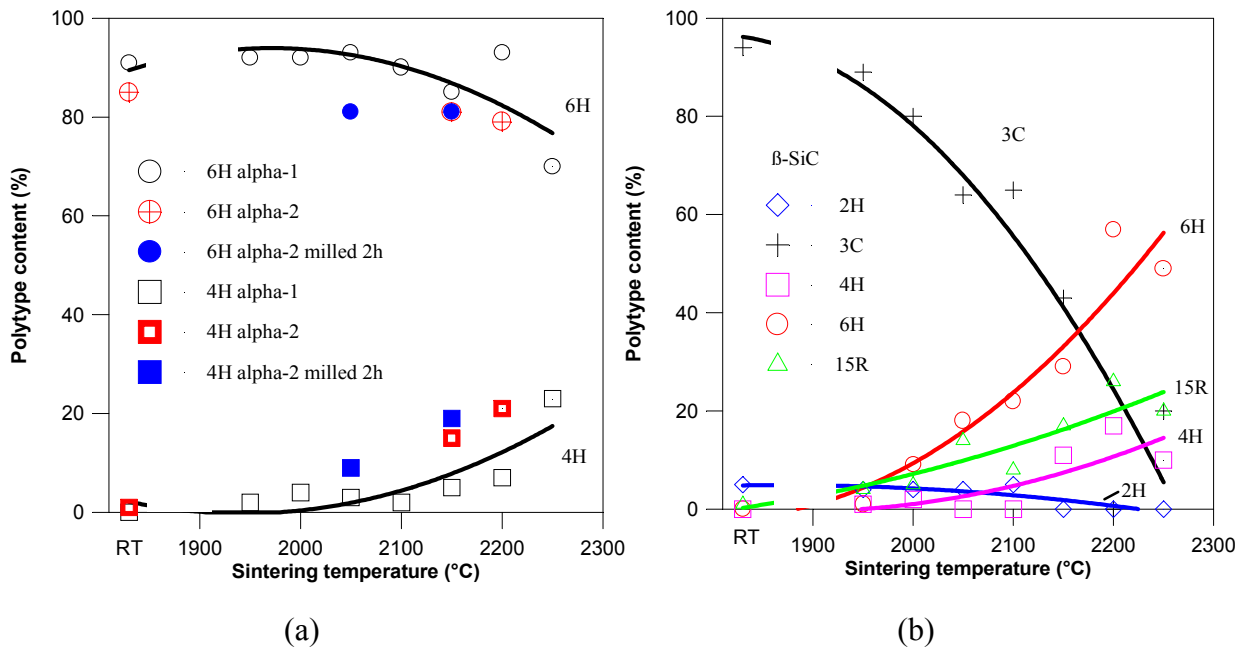 100
80
60
40
20
0
Polytype content (%)
6H
6H alpha-1
6H alpha-2
6H alpha-2 milled 2h
4H alpha-1
4H alpha-2
4H alpha-2 milled 2h
4H
RT
1900
2000
2100
2200
2300
Sintering temperature (°C)
(a)
100
80
60
40
20
0
Polytype content (%)
3C
ß-SiC
2H
3C
4H
6H
15R
6H
15R
4H
2H
RT
1900
2000
2100
2200
2300
Sintering temperature (°C)
(b)